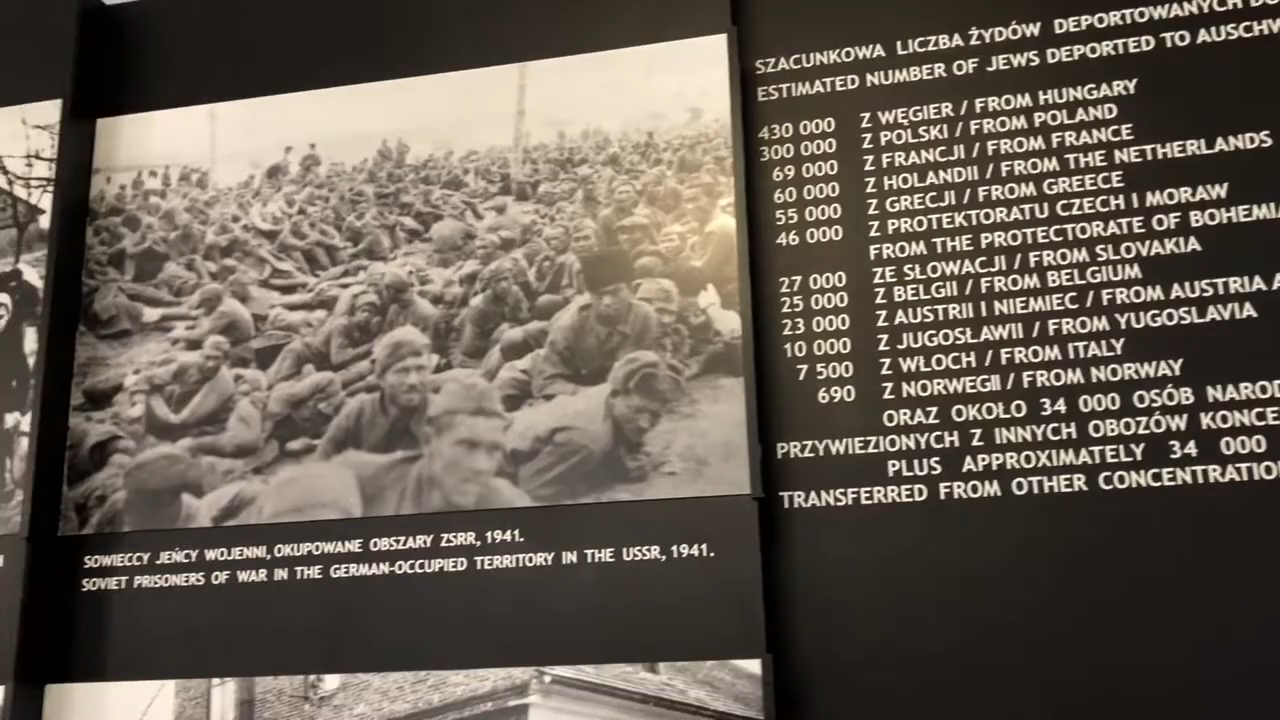 SOWIECCY JEŃCY WOJENNI, OKUPOWANE OBSZARY ZSRR, 1941.
SOVIET PRISONERS OF WAR IN THE GERMAN-OCCUPIED TERRITORY IN THE USSR, 1941.
SZACUNKOWA LICZBA ŻYDÓW DEPORTOWANYCH
ESTIMATED NUMBER OF JEWS DEPORTED TO
430 000 Z WĘGIER / FROM HUNGARY
300 000 Z POLSKI / FROM POLAND
69 000 Z FRANCJI / FROM FRANCE
60 000 Z HOLANDII / FROM THE NETHERLANDS
55 000 Z GRECJI / FROM GREECE
46 000 Z PROTEKTORATU CZECH I MORAW
FROM THE PROTECTORATE OF
27 000 ZE SŁOWACJI / FROM SLOVAKIA
25 000 Z BELGII / FROM BELGIUM
23 000 Z AUSTRII I NIEMIEC / FROM AUSTRIA
10 000 Z JUGOSŁAWII / FROM YUGOSLAVIA
7 500 Z WŁOCH / FROM ITALY
690 Z NORWEGII / FROM NORWAY
ORAZ OKOŁO 34 000 OSÓB
PRZYWIEZIONYCH Z INNYCH OBOZÓW
PLUS APPROXIMATELY 34 000
TRANSFERRED FROM OTHER